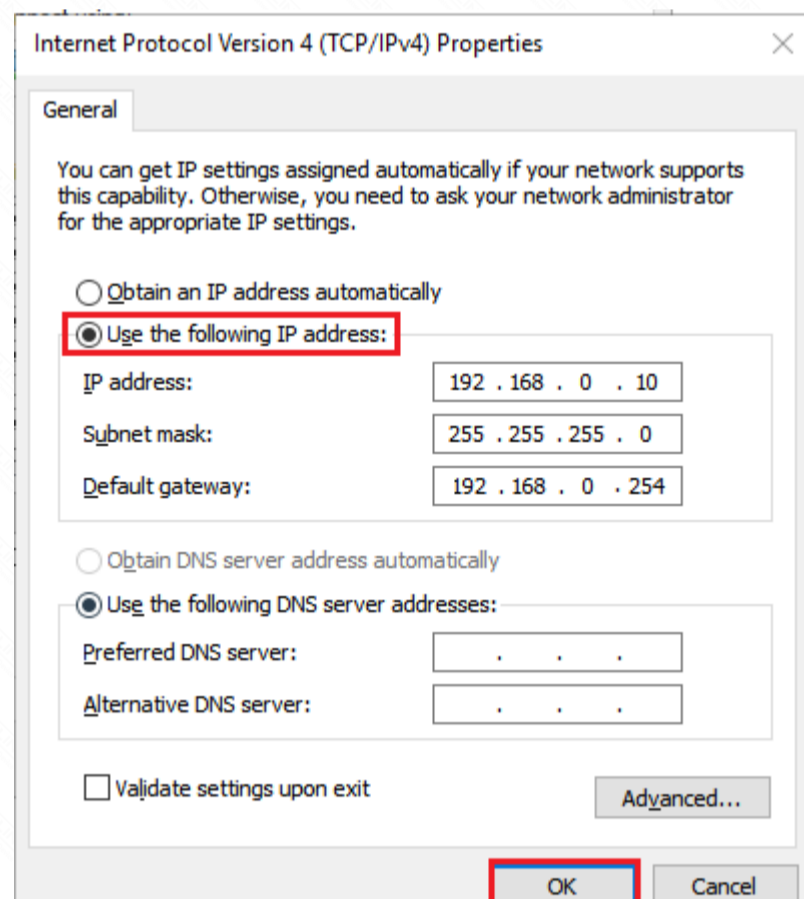 Internet Protocol Version 4 (TCP/IPv4) Properties
General
You can get IP settings assigned automatically if your network supports
this capability. Otherwise, you need to ask your network administrator
for the appropriate IP settings.
Obtain an IP address automatically
Use the following IP address:
IP address: 192 . 168 . 0 . 10
Subnet mask: 255 . 255 . 255 . 0
Default gateway: 192 . 168 . 0 . 254
Obtain DNS server address automatically
Use the following DNS server addresses:
Preferred DNS server: . . .
Alternative DNS server: . . .
Validate settings upon exit
Advanced...
OK Cancel